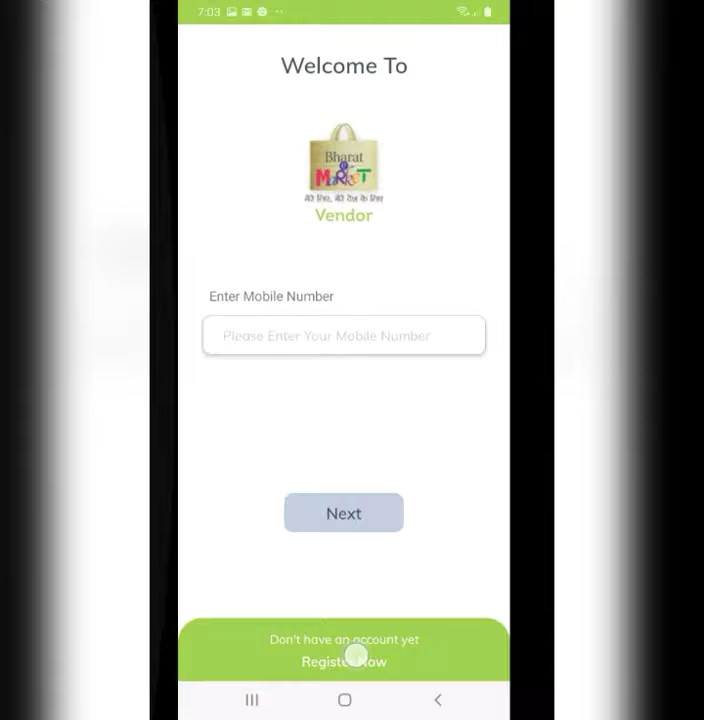 7:03
Welcome To
Bharat
e
MaRkeT
मेरे लिए, मेरे देश के लिए
Vendor
Enter Mobile Number
Please Enter Your Mobile Number
Next
Don't have an account yet
Register Now